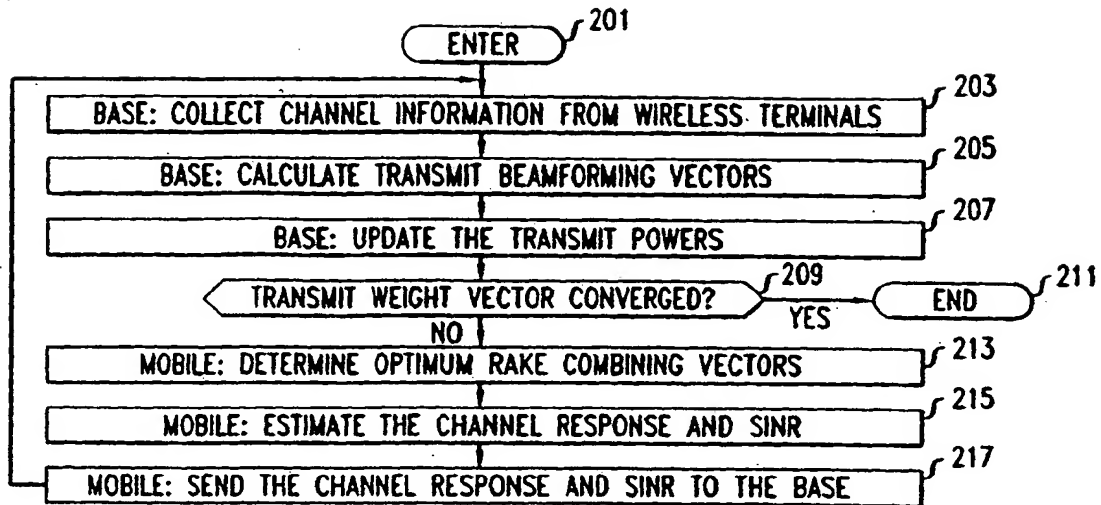 ENTER
201
BASE: COLLECT CHANNEL INFORMATION FROM WIRELESS TERMINALS
203
BASE: CALCULATE TRANSMIT BEAMFORMING VECTORS
205
BASE: UPDATE THE TRANSMIT POWERS
207
TRANSMIT WEIGHT VECTOR CONVERGED?
209
YES
END
211
NO
MOBILE: DETERMINE OPTIMUM RAKE COMBINING VECTORS
213
MOBILE: ESTIMATE THE CHANNEL RESPONSE AND SINR
215
MOBILE: SEND THE CHANNEL RESPONSE AND SINR TO THE BASE
217